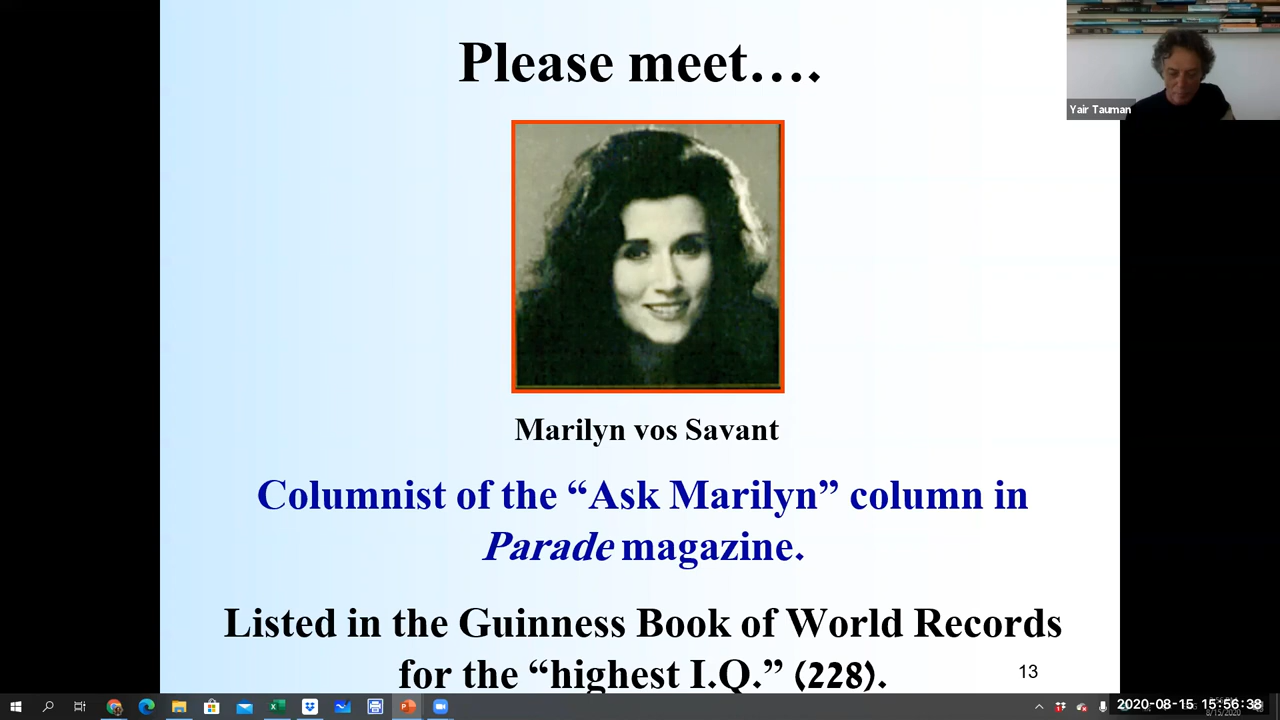 Please meet….
Yair Tauman
Marilyn vos Savant
Columnist of the “Ask Marilyn” column in
Parade magazine.
Listed in the Guinness Book of World Records
for the “highest I.Q.” (228).
13
2020-08-15 15:56:38